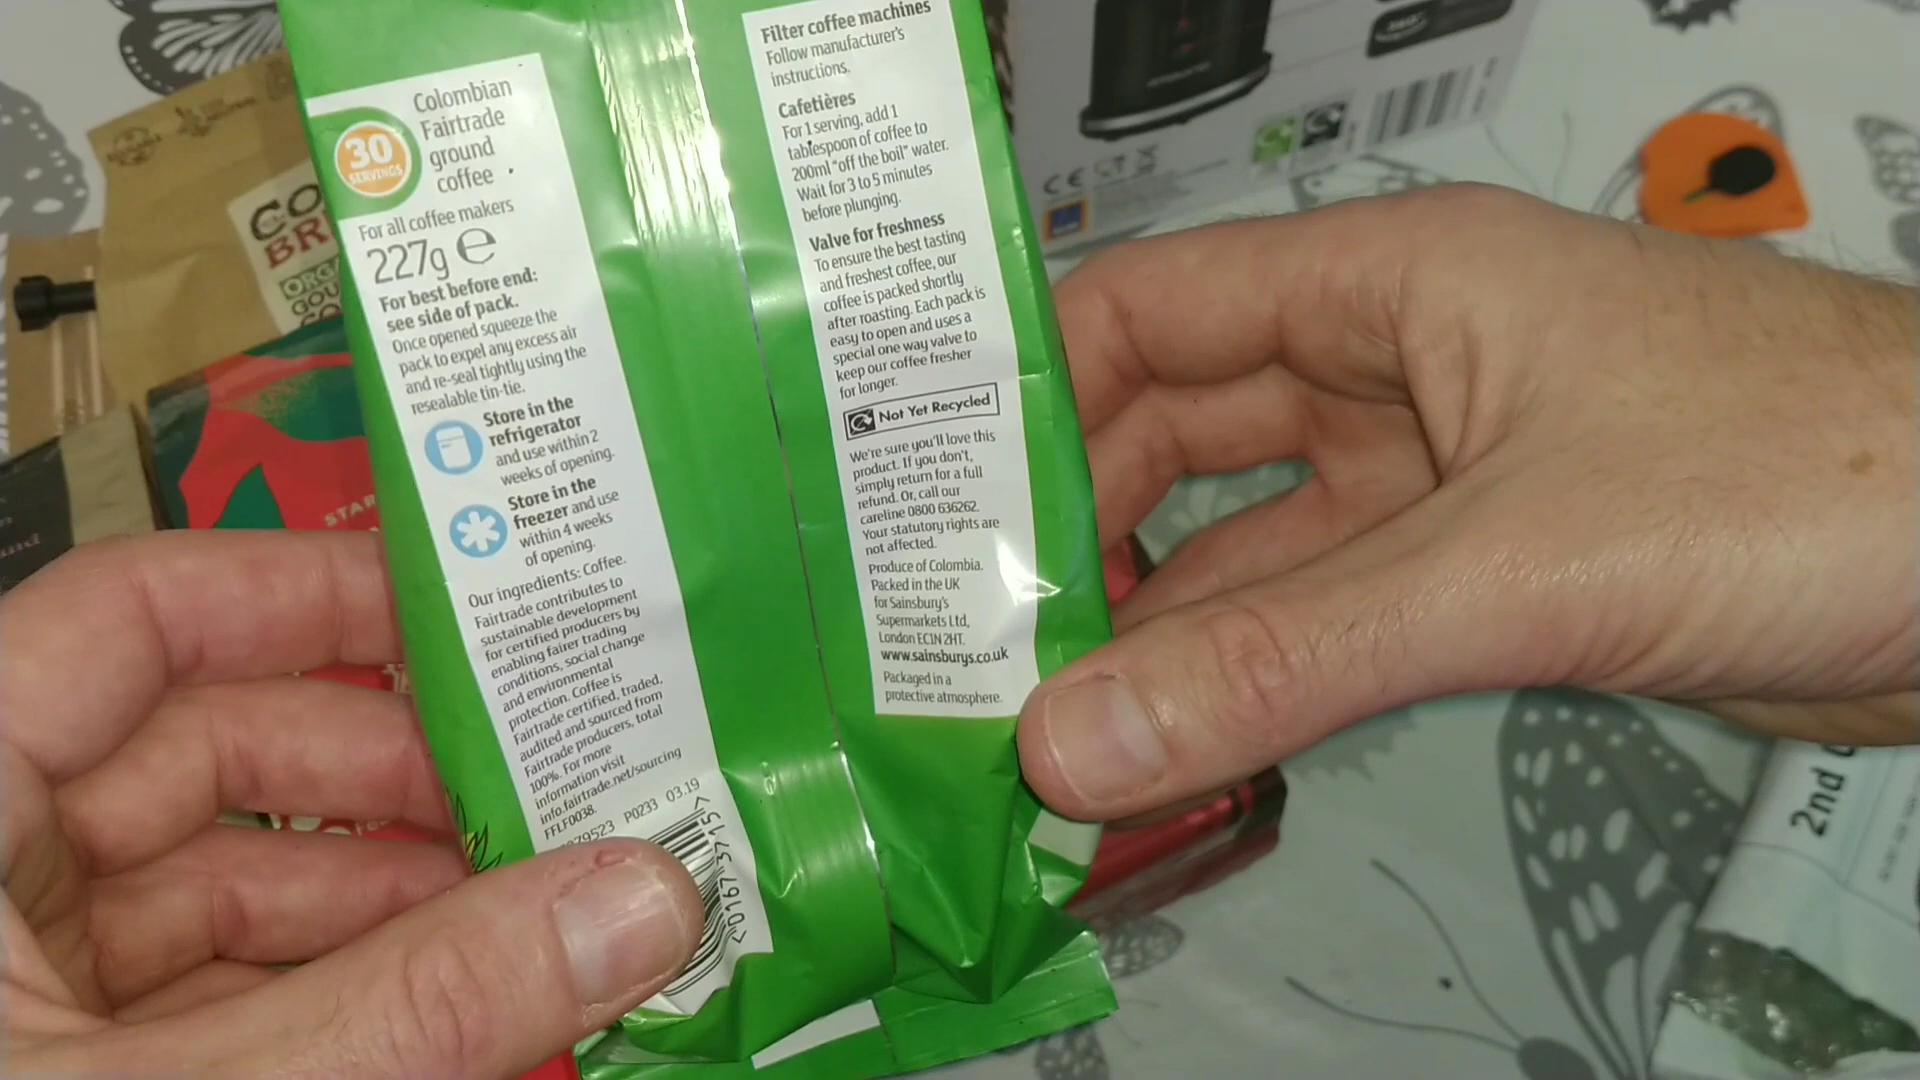 Colombian
Fairtrade
ground
coffee
30
SERVINGS
For all coffee makers
227g e
For best before end:
see side of pack.
Once opened squeeze the
pack to expel any excess air
and re-seal tightly using the
resealable tin-tie.
Store in the
refrigerator
and use within 2
weeks of opening.
Store in the
freezer and use
within 4 weeks
of opening.
Our ingredients: Coffee.
Fairtrade contributes to
sustainable development
for certified producers by
enabling fairer trading
conditions, social change
and environmental
protection. Coffee is
Fairtrade certified, traded,
audited and sourced from
Fairtrade producers, total
100%. For more
information visit
info.fairtrade.net/sourcing
FFLF0038.
79523 P0233 03.19
<0167 3715>
Filter coffee machines
Follow manufacturer's
instructions.
Cafetières
For 1 serving, add 1
tablespoon of coffee to
200ml "off the boil" water.
Wait for 3 to 5 minutes
before plunging.
Valve for freshness
To ensure the best tasting
and freshest coffee, our
coffee is packed shortly
after roasting. Each pack is
easy to open and uses a
special one way valve to
keep our coffee fresher
for longer.
Not Yet Recycled
We're sure you'll love this
product. If you don't,
simply return for a full
refund. Or, call our
careline 0800 636262.
Your statutory rights are
not affected.
Produce of Colombia.
Packed in the UK
for Sainsbury's
Supermarkets Ltd,
London EC1N 2HT.
www.sainsburys.co.uk
Packaged in a
protective atmosphere.
CO
BR
ORG
GOU
CO
STAR
CE
2nd